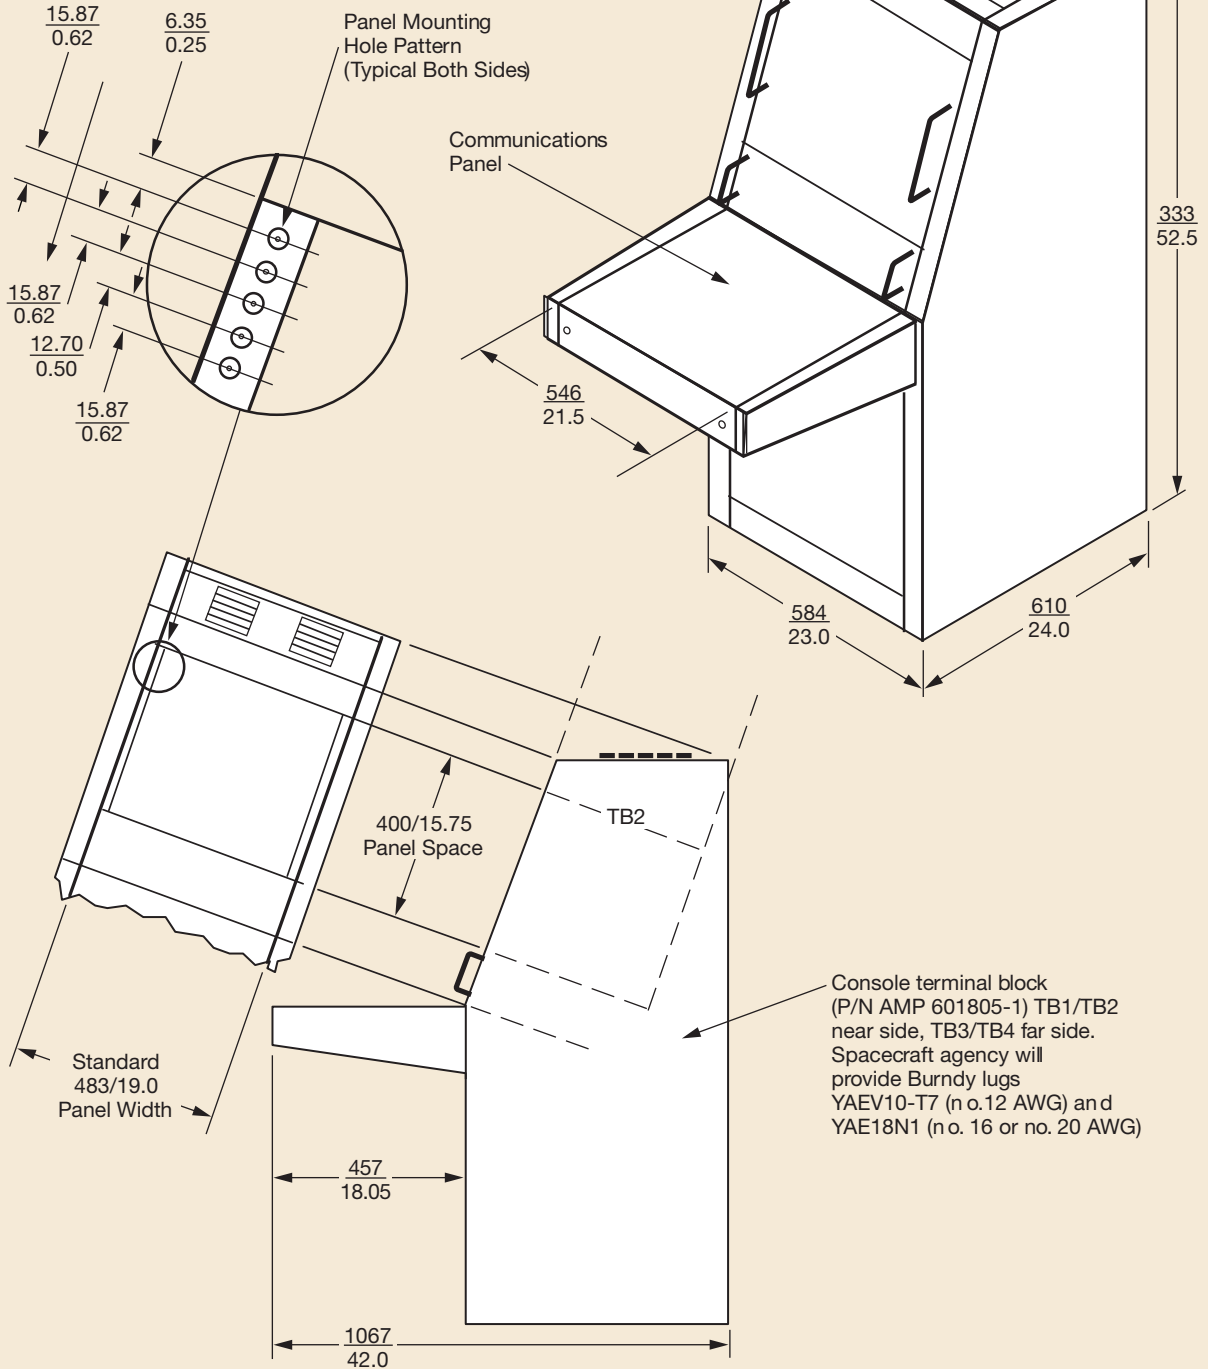 15.87
0.62
6.35
0.25
Panel Mounting
Hole Pattern
(Typical Both Sides)
Communications
Panel
333
52.5
15.87
0.62
12.70
0.50
15.87
0.62
546
21.5
584
23.0
610
24.0
TB2
400/15.75
Panel Space
Console terminal block
(P/N AMP 601805-1) TB1/TB2
near side, TB3/TB4 far side.
Spacecraft agency will
provide Burndy lugs
YAEV10-T7 (no.12 AWG) and
YAE18N1 (no. 16 or no. 20 AWG)
Standard
483/19.0
Panel Width
457
18.05
1067
42.0